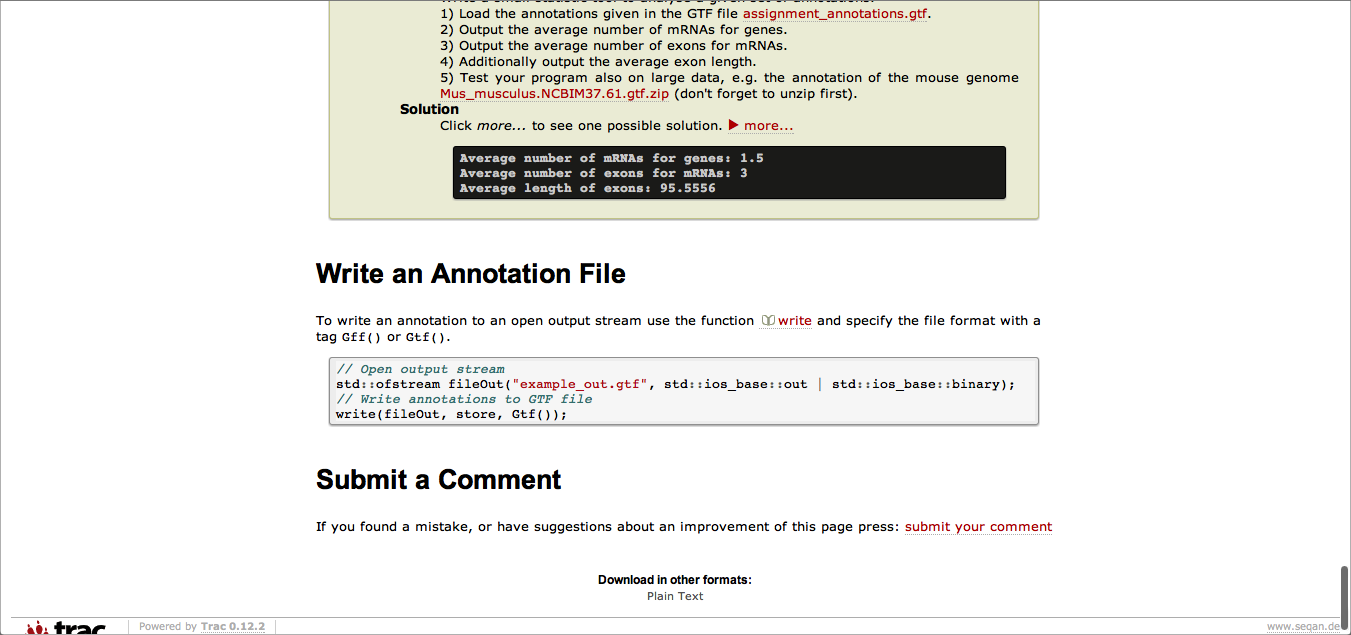 1) Load the annotations given in the GTF file assignment_annotations.gtf.
2) Output the average number of mRNAs for genes.
3) Output the average number of exons for mRNAs.
4) Additionally output the average exon length.
5) Test your program also on large data, e.g. the annotation of the mouse genome
Mus_musculus.NCBIM37.61.gtf.zip (don't forget to unzip first).
Solution
Click more... to see one possible solution. ▶ more...
Average number of mRNAs for genes: 1.5
Average number of exons for mRNAs: 3
Average length of exons: 95.5556
Write an Annotation File
To write an annotation to an open output stream use the function write and specify the file format with a
tag Gff() or Gtf().
// Open output stream
std::ofstream fileOut("example_out.gtf", std::ios_base::out | std::ios_base::binary);
// Write annotations to GTF file
write(fileOut, store, Gtf());
Submit a Comment
If you found a mistake, or have suggestions about an improvement of this page press: submit your comment
Download in other formats:
Plain Text
trac Powered by Trac 0.12.2 www.seqan.de